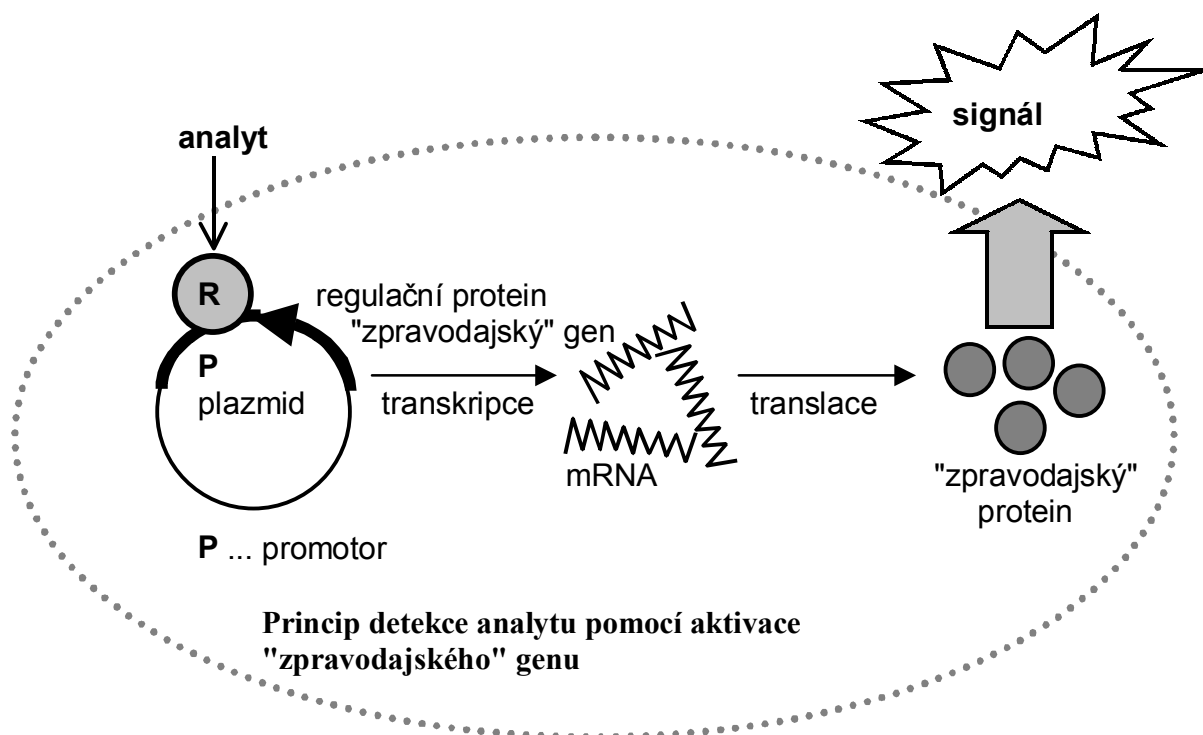 signál
analyt
R
regulační protein
"zpravodajský" gen
P
plazmid
transkripce
mRNA
translace
"zpravodajský"
protein
P ... promotor
Princip detekce analytu pomocí aktivace
"zpravodajského" genu